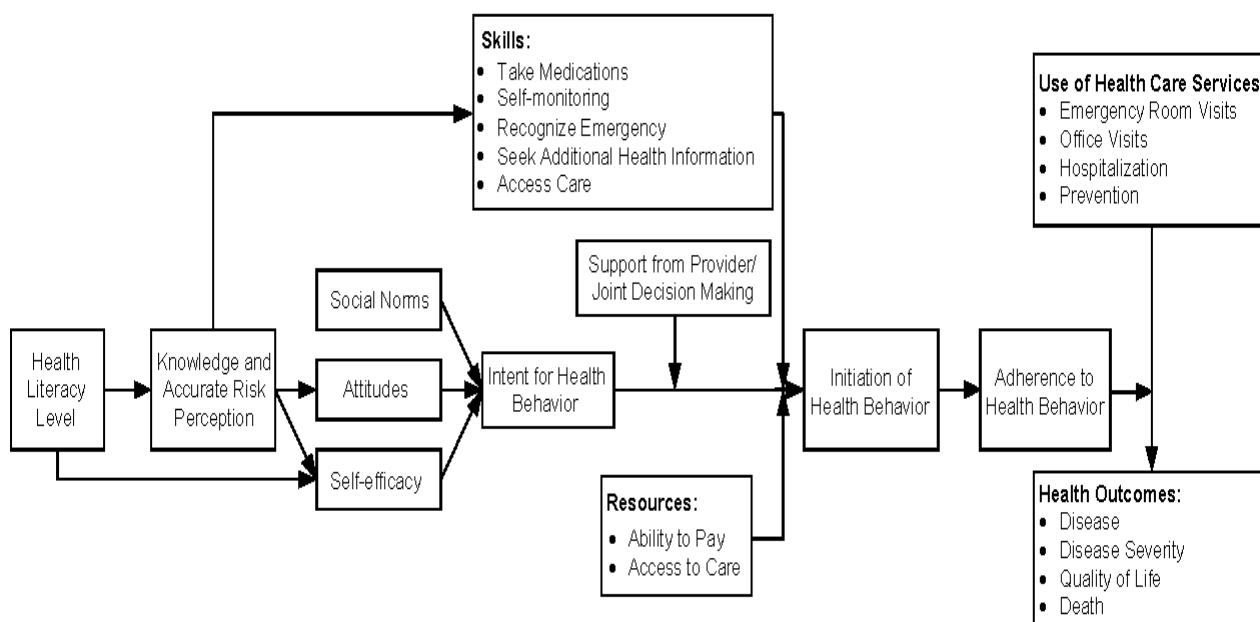 Skills:
• Take Medications
• Self-monitoring
• Recognize Emergency
• Seek Additional Health Information
• Access Care
Use of Health Care Services
• Emergency Room Visits
• Office Visits
• Hospitalization
• Prevention
Support from Provider/
Joint Decision Making
Social Norms
Health
Literacy
Level
Knowledge and
Accurate Risk
Perception
Attitudes
Intent for Health
Behavior
Initiation of
Health Behavior
Adherence to
Health Behavior
Self-efficacy
Resources:
• Ability to Pay
• Access to Care
Health Outcomes:
• Disease
• Disease Severity
• Quality of Life
• Death